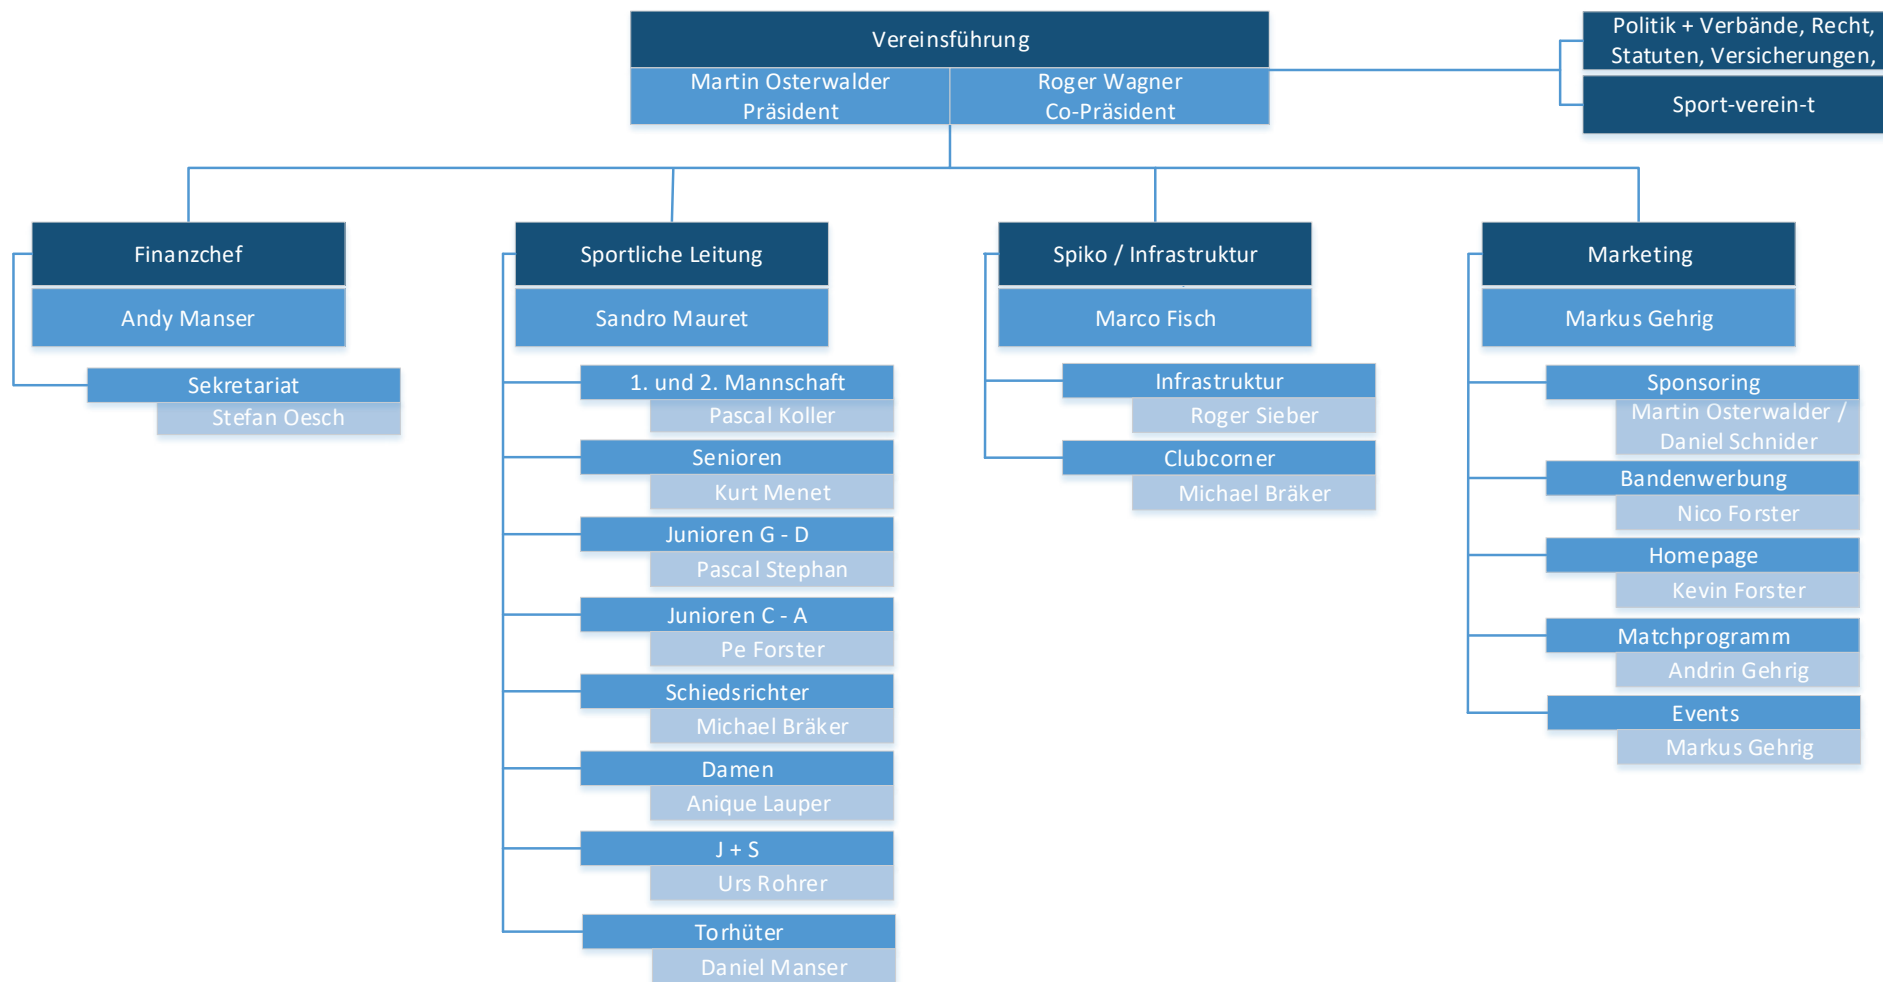 Vereinsführung
Martin Osterwalder
Präsident
Roger Wagner
Co-Präsident
Politik + Verbände, Recht,
Statuten, Versicherungen,
Sport-verein-t
Finanzchef
Andy Manser
Sekretariat
Stefan Oesch
Sportliche Leitung
Sandro Mauret
1. und 2. Mannschaft
Pascal Koller
Senioren
Kurt Menet
Junioren G - D
Pascal Stephan
Junioren C - A
Pe Forster
Schiedsrichter
Michael Bräker
Damen
Anique Lauper
J + S
Urs Rohrer
Torhüter
Daniel Manser
Spiko / Infrastruktur
Marco Fisch
Infrastruktur
Roger Sieber
Clubcorner
Michael Bräker
Marketing
Markus Gehrig
Sponsoring
Martin Osterwalder /
Daniel Schnider
Bandenwerbung
Nico Forster
Homepage
Kevin Forster
Matchprogramm
Andrin Gehrig
Events
Markus Gehrig